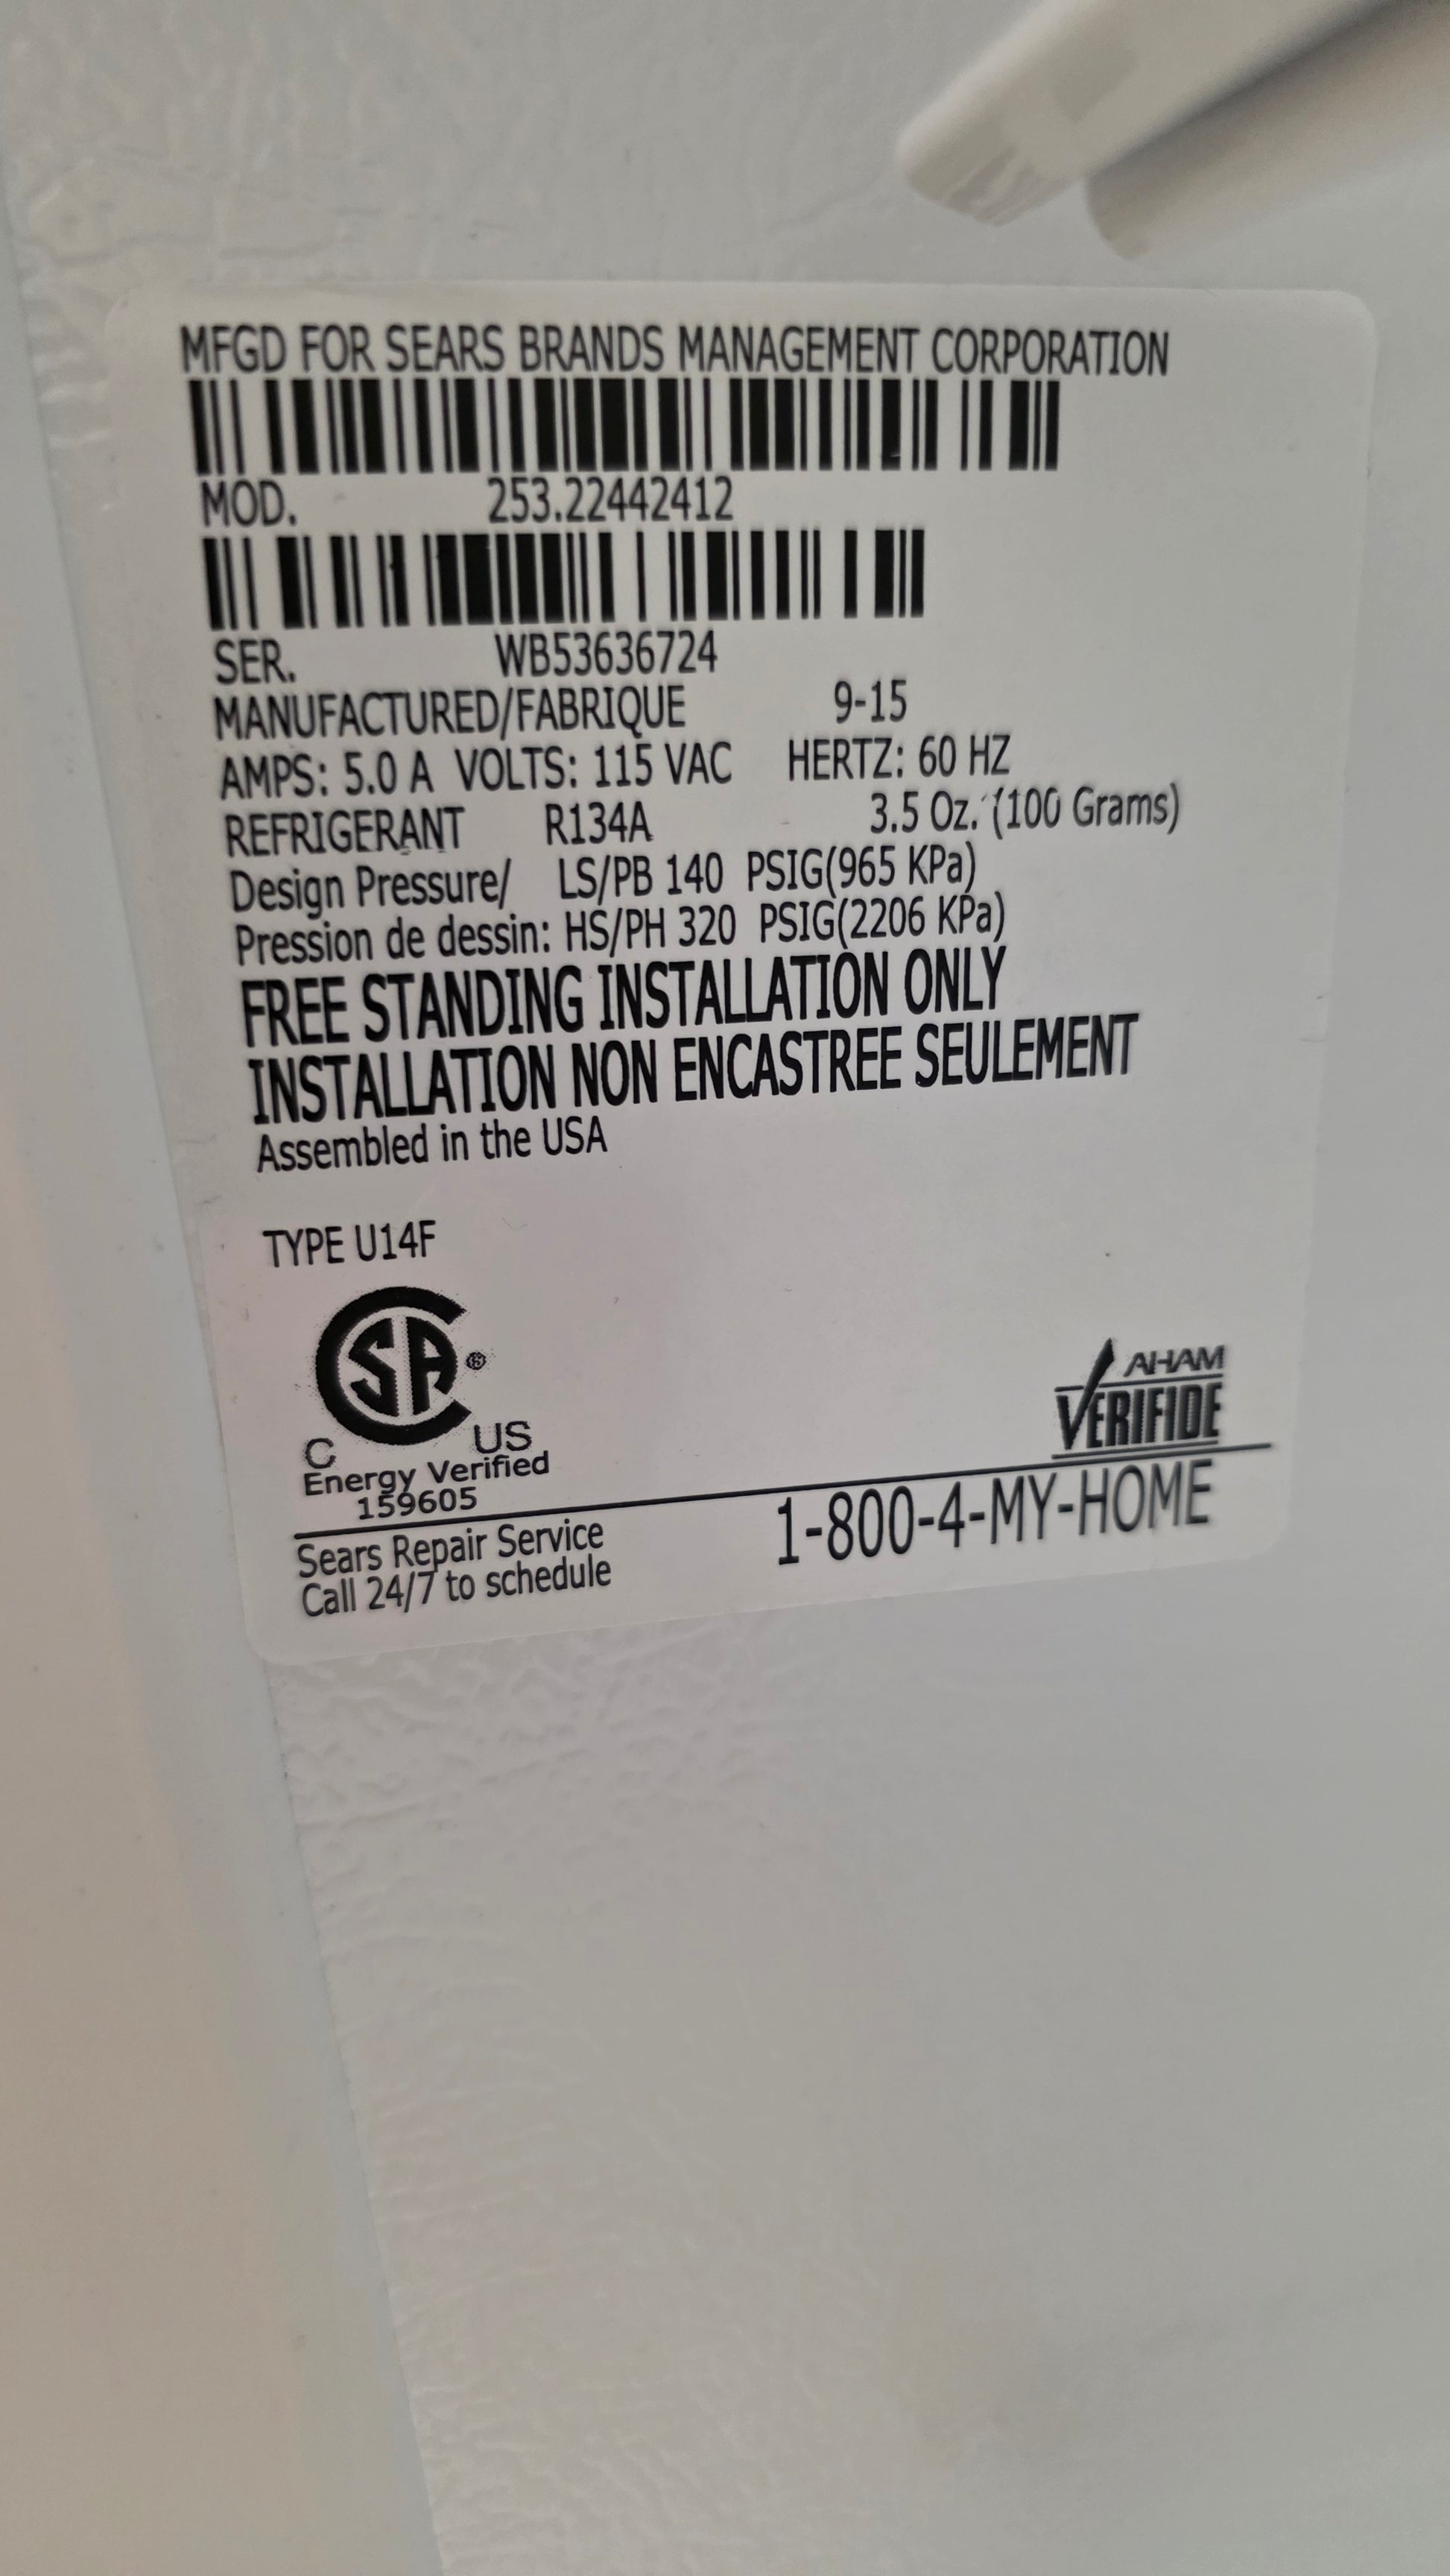 MFGD FOR SEARS BRANDS MANAGEMENT CORPORATION
MOD. 253.22442412
SER. WB53636724
MANUFACTURED/FABRIQUE 9-15
AMPS: 5.0 A VOLTS: 115 VAC HERTZ: 60 HZ
REFRIGERANT R134A 3.5 Oz. (100 Grams)
Design Pressure/ LS/PB 140 PSIG(965 KPa)
Pression de dessin: HS/PH 320 PSIG(2206 KPa)
FREE STANDING INSTALLATION ONLY
INSTALLATION NON ENCASTREE SEULEMENT
Assembled in the USA
TYPE U14F
SA ®
C US
Energy Verified
159605
AHAM
VERIFIDE
Sears Repair Service
Call 24/7 to schedule
1-800-4-MY-HOME